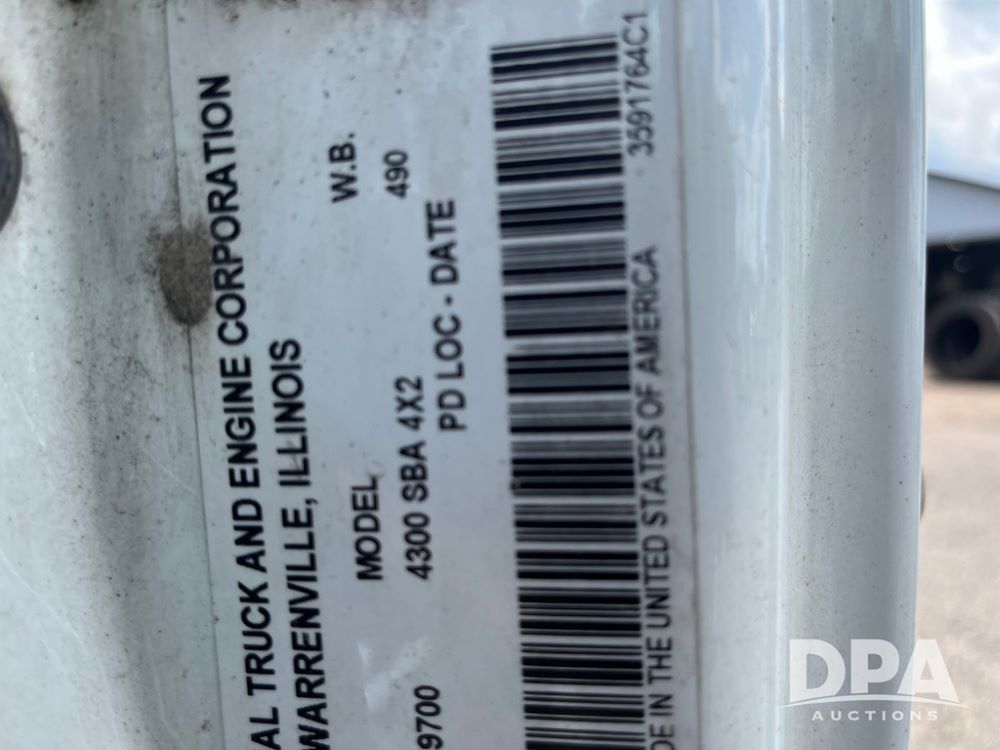 AL TRUCK AND ENGINE CORPORATION
WARRENVILLE, ILLINOIS
MODEL W.B.
9700 4300 SBA 4X2 490
PD LOC - DATE
DE IN THE UNITED STATES OF AMERICA 3591764C1
DPA
AUCTIONS